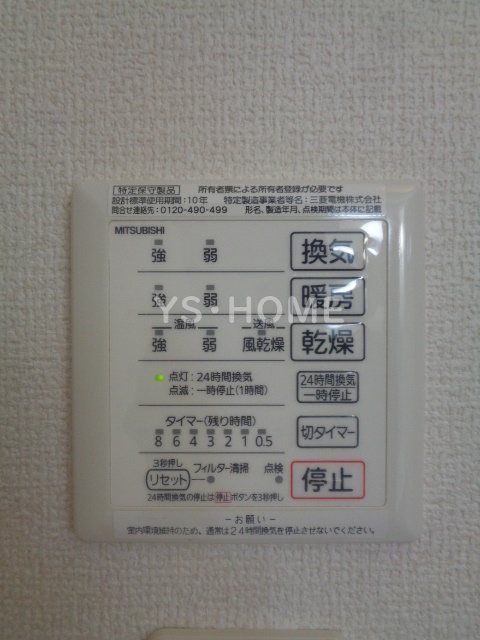 特定保守製品 所有者票による所有者登録が必要です
設計標準使用期間：10年 特定製造事業者等名：三菱電機株式会社
問合せ連絡先：0120-490-499 形名、製造年月、点検期間は本体に記載
MITSUBISHI
強 弱 換気
強 弱 暖房
YS・HOME
温風 送風
強 弱 風乾燥 乾燥
点灯：24時間換気
点滅：一時停止(1時間)
24時間換気
一時停止
タイマー(残り時間)
8 6 4 3 2 1 0.5
切タイマー
3秒押し
リセット フィルター清掃 点検
停止
24時間換気の停止は停止ボタンを3秒押し
－お願い－
室内環境維持のため、通常は24時間換気を停止させないでください。